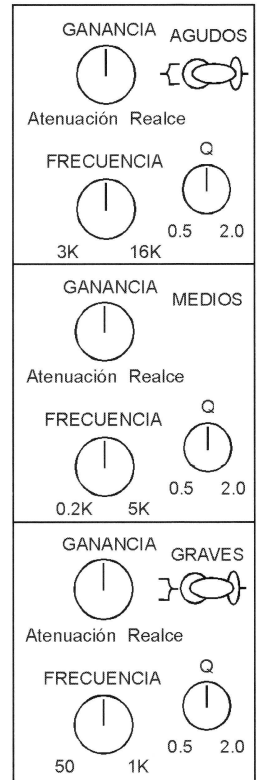 GANANCIA
AGUDOS
Atenuación Realce
FRECUENCIA
Q
3K 16K
0.5 2.0
GANANCIA
MEDIOS
Atenuación Realce
FRECUENCIA
Q
0.2K 5K
0.5 2.0
GANANCIA
GRAVES
Atenuación Realce
FRECUENCIA
Q
50 1K
0.5 2.0